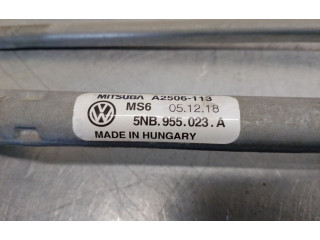 MITSUBA A2506-113
MS6 05.12.18
5NB.955.023.A
MADE IN HUNGARY